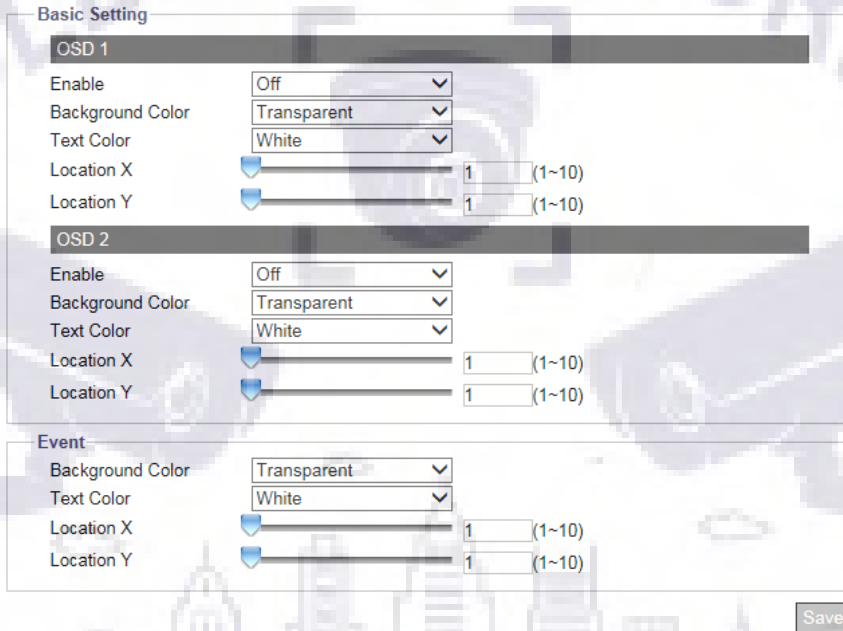 Basic Setting
OSD 1
Enable Off
Background Color Transparent
Text Color White
Location X 1 (1~10)
Location Y 1 (1~10)
OSD 2
Enable Off
Background Color Transparent
Text Color White
Location X 1 (1~10)
Location Y 1 (1~10)
Event
Background Color Transparent
Text Color White
Location X 1 (1~10)
Location Y 1 (1~10)
Save